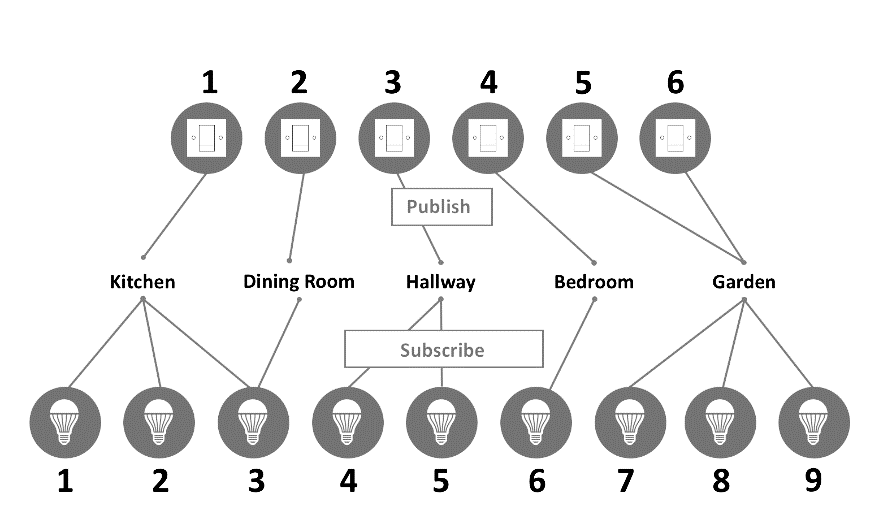 1 2 3 4 5 6
Publish
Kitchen Dining Room Hallway Bedroom Garden
Subscribe
1 2 3 4 5 6 7 8 9